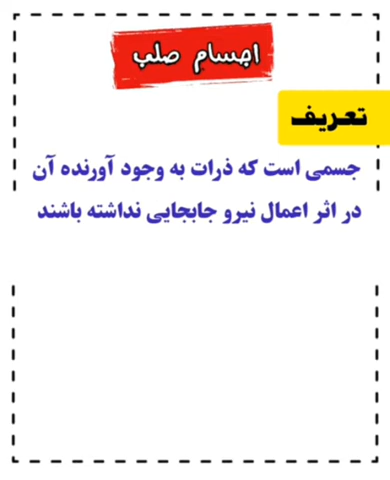 اجسام صلب
تعریف
جسمی است که ذرات به وجود آورنده آن
در اثر اعمال نیرو جابجایی نداشته باشند